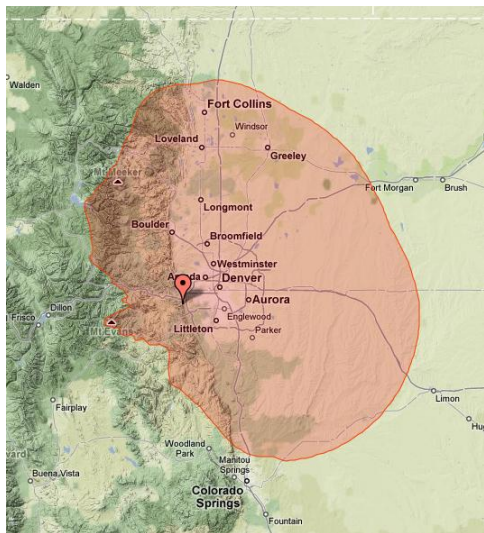 Walden
Fort Collins
Windsor
Loveland
Greeley
Mt Meeker
Fort Morgan
Brush
Longmont
Boulder
Broomfield
Westminster
Denver
Aurora
Dillon
Frisco
Englewood
Mt Evans
Littleton
Parker
Limon
Fairplay
Woodland
Park
Manitou
Springs
Buena Vista
Colorado
Springs
Fountain